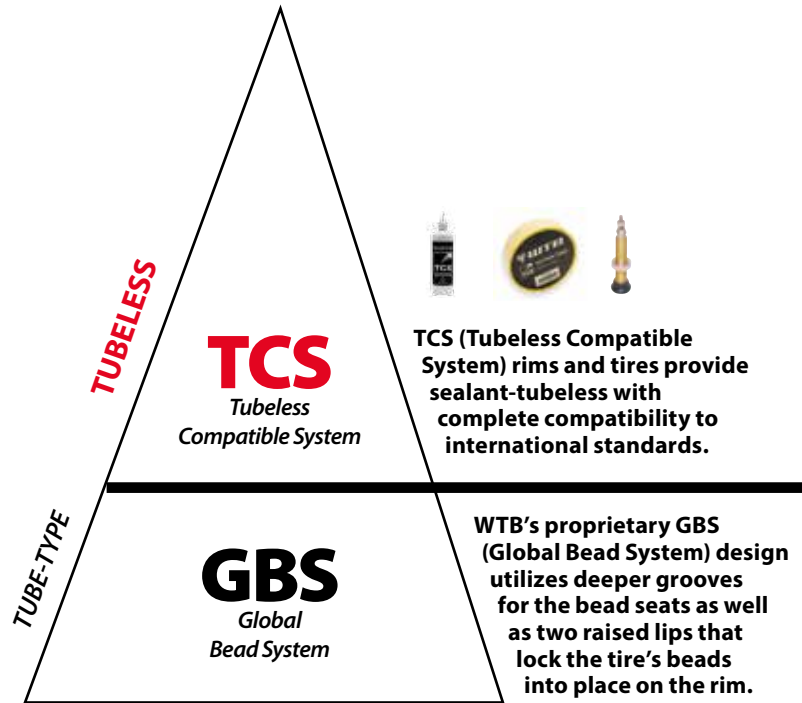 TUBELESS
TCS
Tubeless
Compatible System
TCS (Tubeless Compatible
System) rims and tires provide
sealant-tubeless with
complete compatibility to
international standards.
TUBE-TYPE
GBS
Global
Bead System
WTB's proprietary GBS
(Global Bead System) design
utilizes deeper grooves
for the bead seats as well
as two raised lips that
lock the tire's beads
into place on the rim.
WTB
TCS